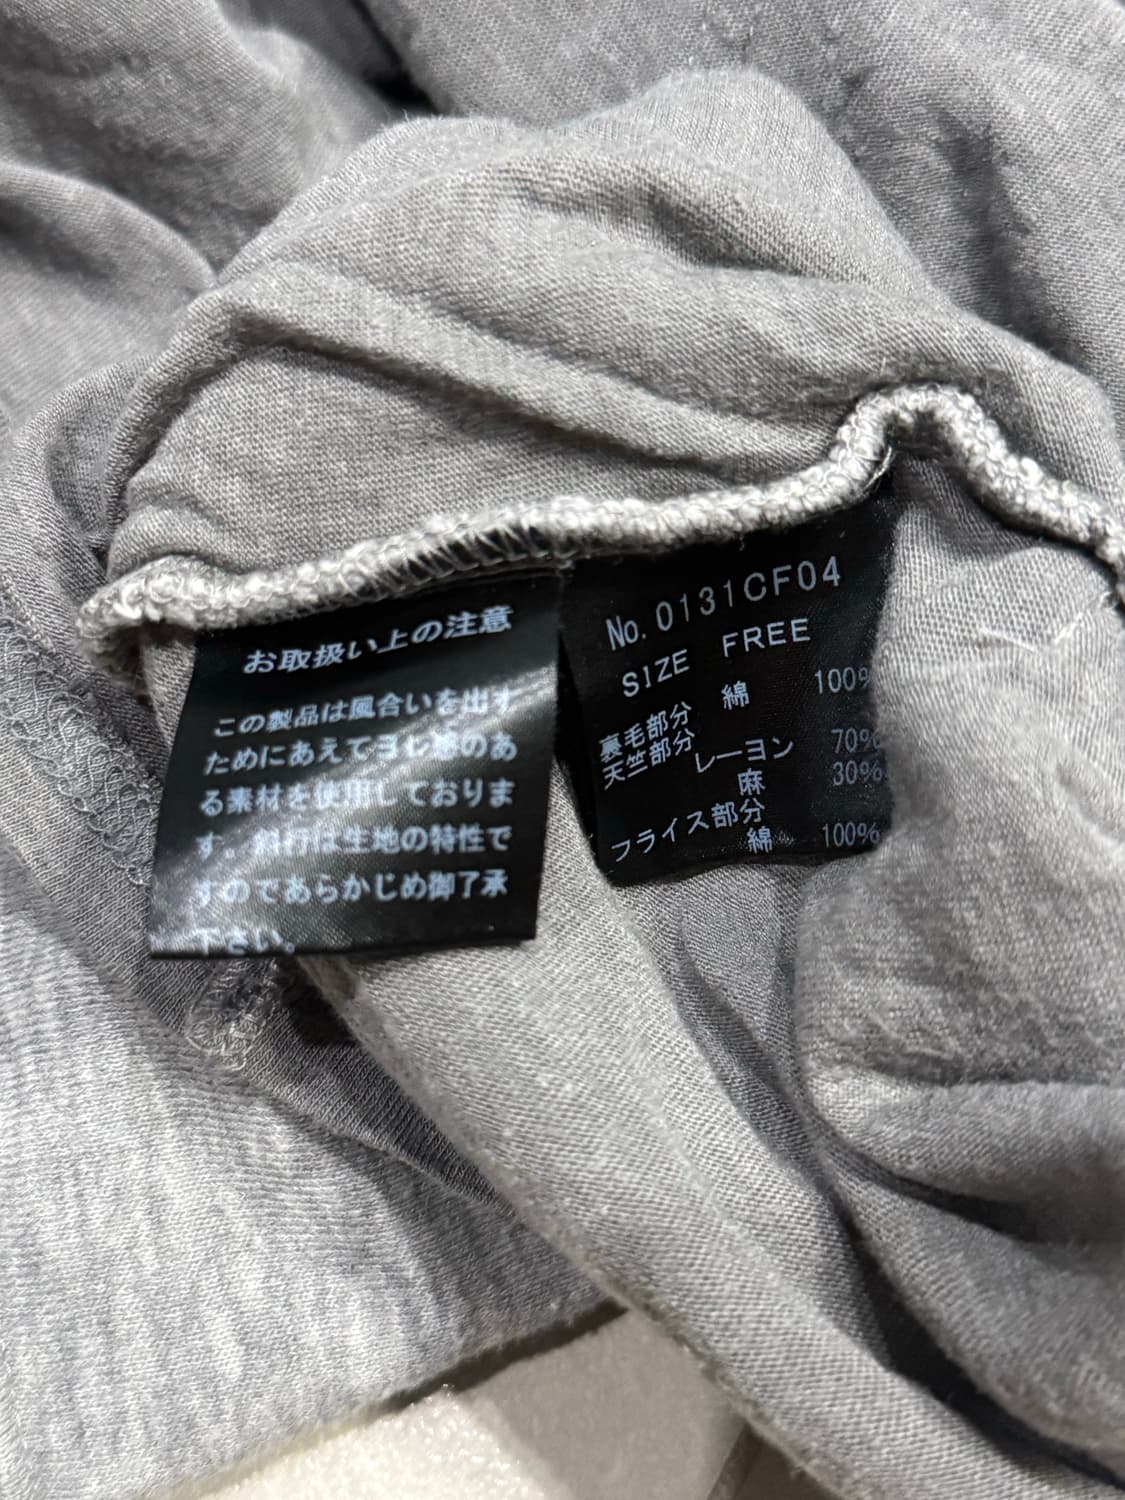 お取扱い上の注意
この製品は風合いを出す
ためにあえてヨレ感のあ
る素材を使用しておりま
す。斜行は生地の特性で
すのであらかじめ御了承
下さい。
No.0131CF04
SIZE FREE
綿 100%
裏毛部分
天竺部分
レーヨン 70%
麻 30%
フライス部分
綿 100%